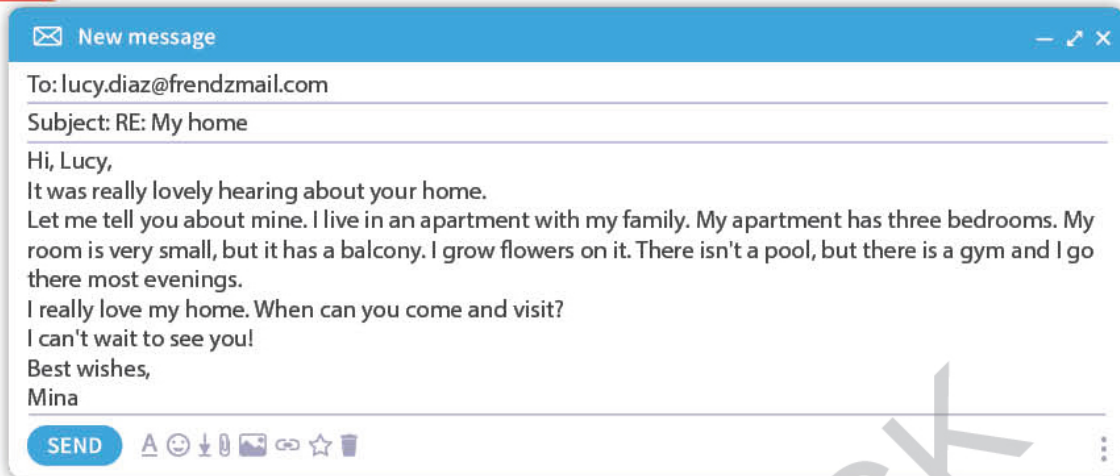 New message
To: lucy.diaz@frendzmail.com
Subject: RE: My home
Hi, Lucy,
It was really lovely hearing about your home.
Let me tell you about mine. I live in an apartment with my family. My apartment has three bedrooms. My
room is very small, but it has a balcony. I grow flowers on it. There isn't a pool, but there is a gym and I go
there most evenings.
I really love my home. When can you come and visit?
I can't wait to see you!
Best wishes,
Mina
SEND A